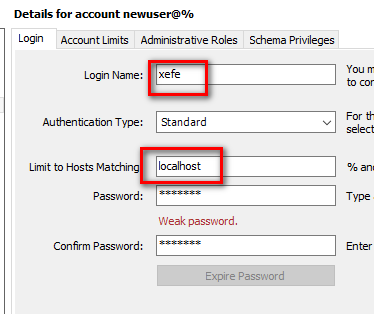 Details for account newuser@%
Login Account Limits Administrative Roles Schema Privileges
Login Name: xefe You m
to con
Authentication Type: Standard For th
select
Limit to Hosts Matching: localhost % and
Password: ******* Type
Weak password.
Confirm Password: ******* Enter
Expire Password